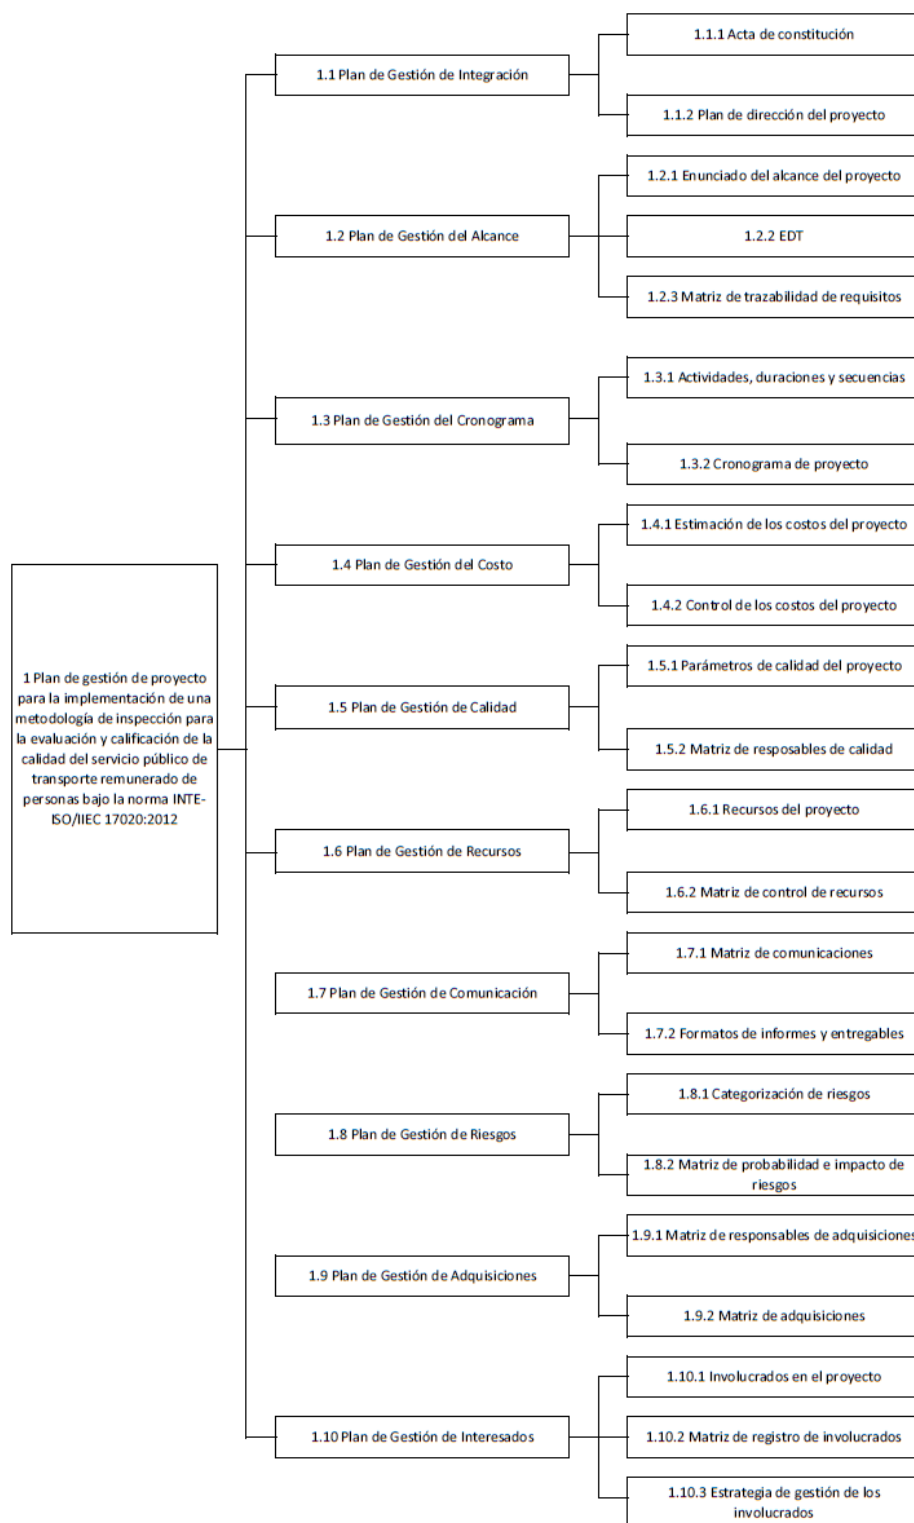 1.1.1 Acta de constitución
1.1 Plan de Gestión de Integración
1.1.2 Plan de dirección del proyecto
1.2.1 Enunciado del alcance del proyecto
1.2 Plan de Gestión del Alcance
1.2.2 EDT
1.2.3 Matriz de trazabilidad de requisitos
1.3.1 Actividades, duraciones y secuencias
1.3 Plan de Gestión del Cronograma
1.3.2 Cronograma de proyecto
1.4.1 Estimación de los costos del proyecto
1.4 Plan de Gestión del Costo
1.4.2 Control de los costos del proyecto
1 Plan de gestión de proyecto
para la implementación de una
metodología de inspección para
la evaluación y calificación de la
calidad del servicio público de
transporte remunerado de
personas bajo la norma INTE-
ISO/IIEC 17020:2012
1.5.1 Parámetros de calidad del proyecto
1.5 Plan de Gestión de Calidad
1.5.2 Matriz de resposables de calidad
1.6.1 Recursos del proyecto
1.6 Plan de Gestión de Recursos
1.6.2 Matriz de control de recursos
1.7.1 Matriz de comunicaciones
1.7 Plan de Gestión de Comunicación
1.7.2 Formatos de informes y entregables
1.8.1 Categorización de riesgos
1.8 Plan de Gestión de Riesgos
1.8.2 Matriz de probabilidad e impacto de
riesgos
1.9.1 Matriz de responsables de adquisiciones
1.9 Plan de Gestión de Adquisiciones
1.9.2 Matriz de adquisiciones
1.10.1 Involucrados en el proyecto
1.10 Plan de Gestión de Interesados
1.10.2 Matriz de registro de involucrados
1.10.3 Estrategia de gestión de los
involucrados